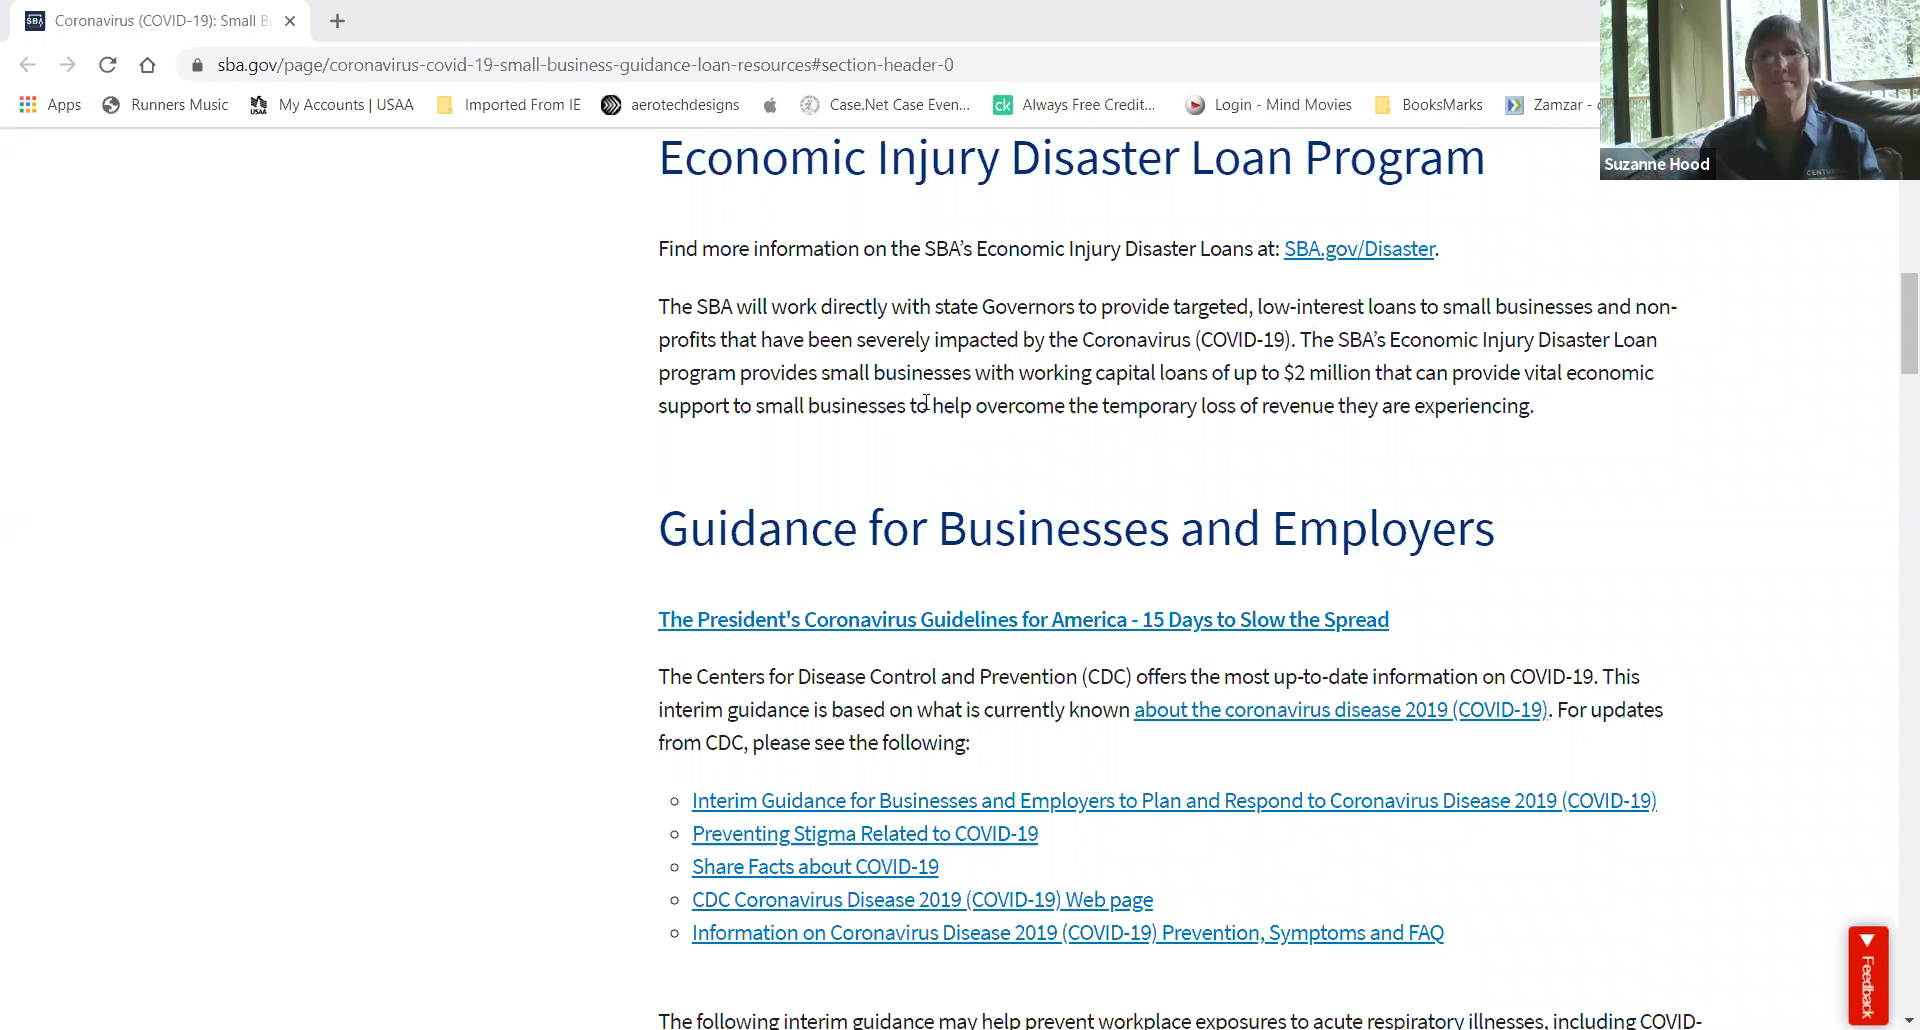 SBA Coronavirus (COVID-19): Small B
sba.gov/page/coronavirus-covid-19-small-business-guidance-loan-resources#section-header-0
Apps Runners Music USAA My Accounts | USAA Imported From IE aerotechdesigns Case.Net Case Even... ck Always Free Credit... Login - Mind Movies BooksMarks Zamzar -
Suzanne Hood
Economic Injury Disaster Loan Program
Find more information on the SBA’s Economic Injury Disaster Loans at: SBA.gov/Disaster.
The SBA will work directly with state Governors to provide targeted, low-interest loans to small businesses and non-
profits that have been severely impacted by the Coronavirus (COVID-19). The SBA’s Economic Injury Disaster Loan
program provides small businesses with working capital loans of up to $2 million that can provide vital economic
support to small businesses to help overcome the temporary loss of revenue they are experiencing.
Guidance for Businesses and Employers
The President's Coronavirus Guidelines for America - 15 Days to Slow the Spread
The Centers for Disease Control and Prevention (CDC) offers the most up-to-date information on COVID-19. This
interim guidance is based on what is currently known about the coronavirus disease 2019 (COVID-19). For updates
from CDC, please see the following:
Interim Guidance for Businesses and Employers to Plan and Respond to Coronavirus Disease 2019 (COVID-19)
Preventing Stigma Related to COVID-19
Share Facts about COVID-19
CDC Coronavirus Disease 2019 (COVID-19) Web page
Information on Coronavirus Disease 2019 (COVID-19) Prevention, Symptoms and FAQ
Feedback
The following interim guidance may help prevent workplace exposures to acute respiratory illnesses, including COVID-